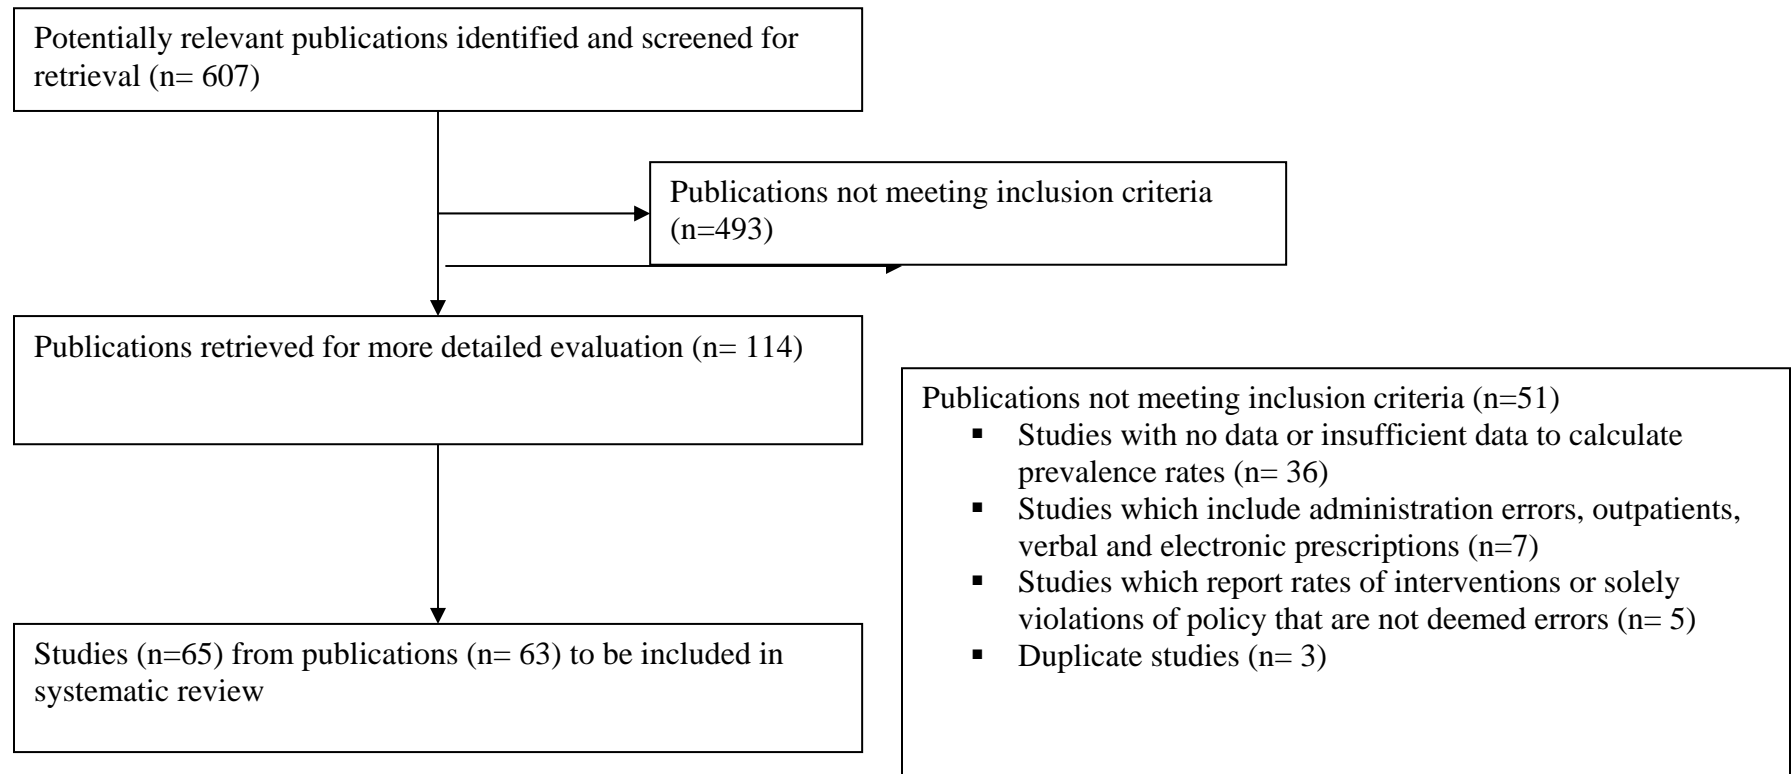 Potentially relevant publications identified and screened for
retrieval (n= 607)
Publications not meeting inclusion criteria
(n=493)
Publications retrieved for more detailed evaluation (n= 114)
Publications not meeting inclusion criteria (n=51)
▪ Studies with no data or insufficient data to calculate
prevalence rates (n= 36)
▪ Studies which include administration errors, outpatients,
verbal and electronic prescriptions (n=7)
▪ Studies which report rates of interventions or solely
violations of policy that are not deemed errors (n= 5)
▪ Duplicate studies (n= 3)
Studies (n=65) from publications (n= 63) to be included in
systematic review